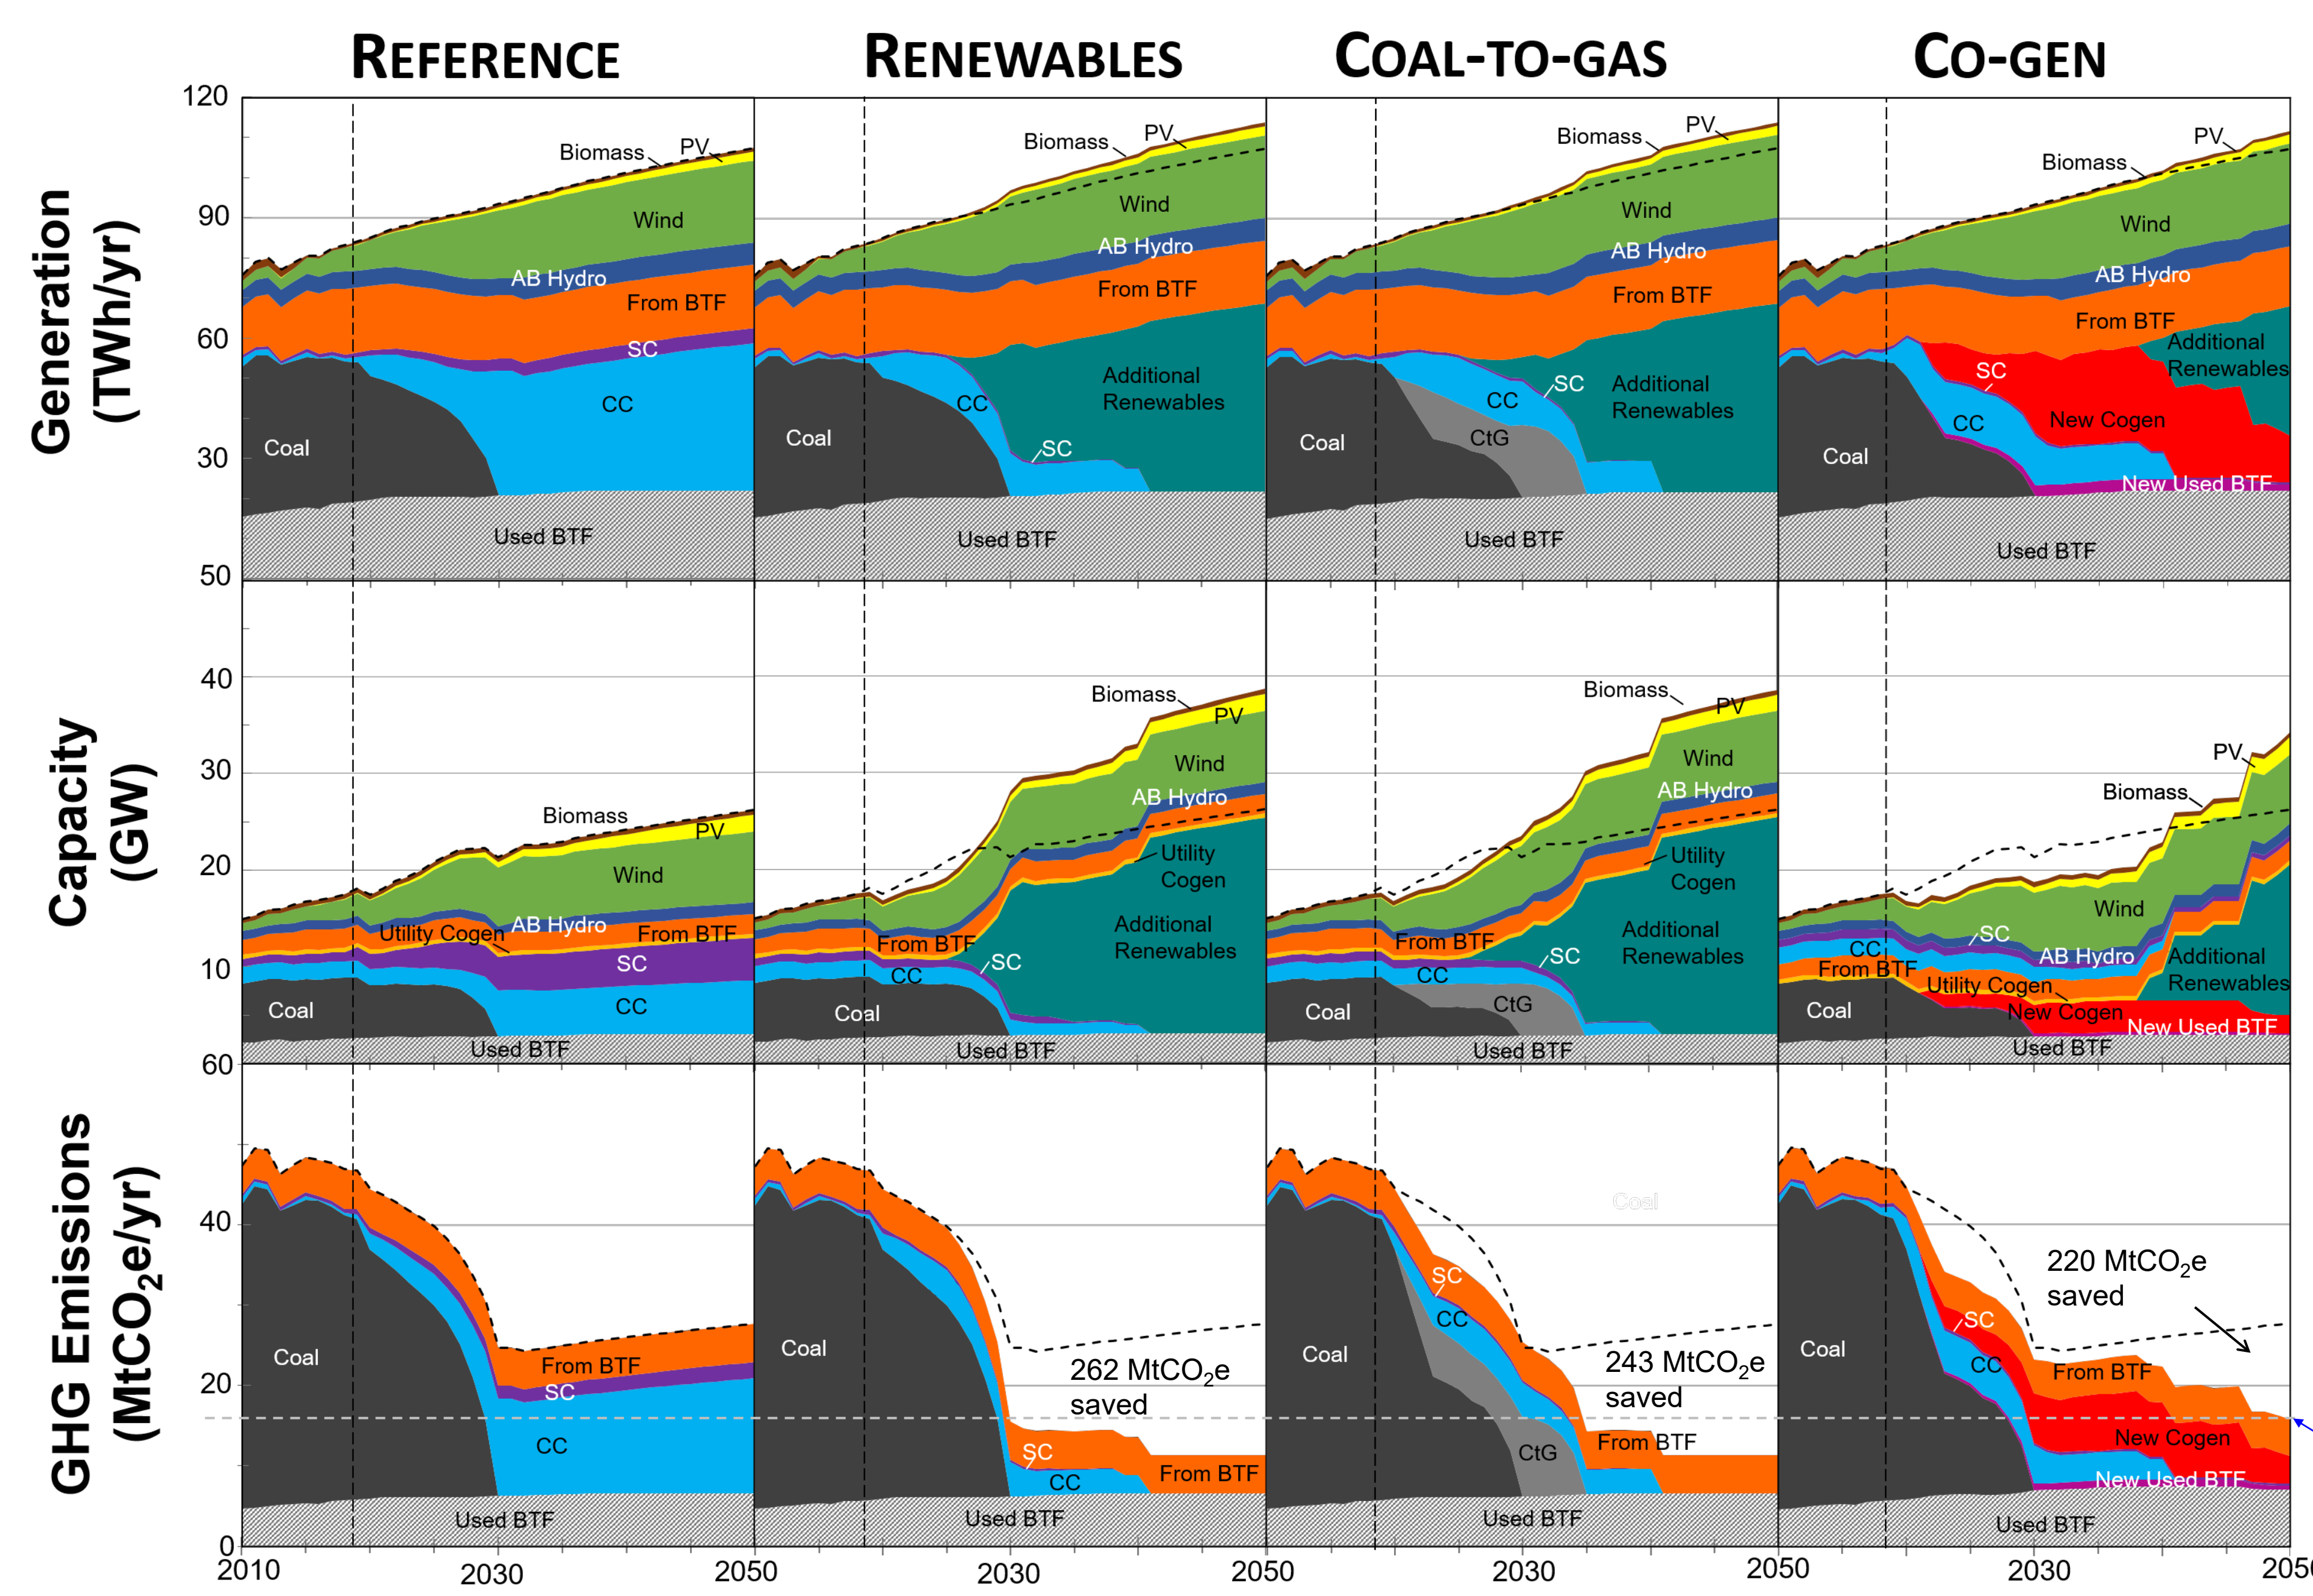 REFERENCE
RENEWABLES
COAL-TO-GAS
CO-GEN
Generation
(TWh/yr)
120
90
60
30
50
Biomass
PV
Wind
AB Hydro
From BTF
SC
CC
Coal
Used BTF
Biomass
PV
Wind
AB Hydro
From BTF
Additional
Renewables
CC
Coal
SC
Used BTF
Biomass
PV
Wind
AB Hydro
From BTF
SC
Additional
Renewables
CC
CtG
Coal
Used BTF
PV
Biomass
Wind
AB Hydro
From BTF
Additional
Renewables
SC
New Cogen
CC
Coal
New Used BTF
Used BTF
Capacity
(GW)
40
30
20
10
60
Biomass
PV
Wind
AB Hydro
Utility Cogen
From BTF
SC
CC
Coal
Used BTF
Biomass
PV
Wind
AB Hydro
Utility
Cogen
Additional
Renewables
From BTF
SC
CC
Coal
Used BTF
Biomass
PV
Wind
AB Hydro
Utility
Cogen
Additional
Renewables
From BTF
SC
CC
CtG
Coal
Used BTF
PV
Biomass
Wind
SC
CC
AB Hydro
From BTF
Additional
Renewables
Utility Cogen
New Cogen
Coal
New Used BTF
Used BTF
GHG Emissions
(MtCO2e/yr)
40
20
0
Coal
From BTF
SC
CC
Used BTF
Coal
262 MtCO2e
saved
SC
CC
From BTF
Used BTF
Coal
SC
CC
Coal
243 MtCO2e
saved
From BTF
CtG
Used BTF
220 MtCO2e
saved
SC
Coal
CC
From BTF
New Cogen
New Used BTF
Used BTF
2010
2030
2050
2030
2050
2030
2050
2030